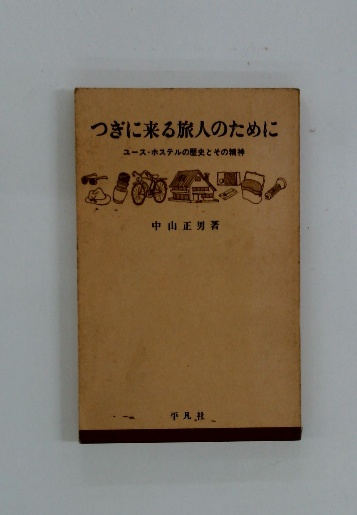 つぎに来る旅人のために
ユース・ホステルの歴史とその精神
中山正男著
平凡社